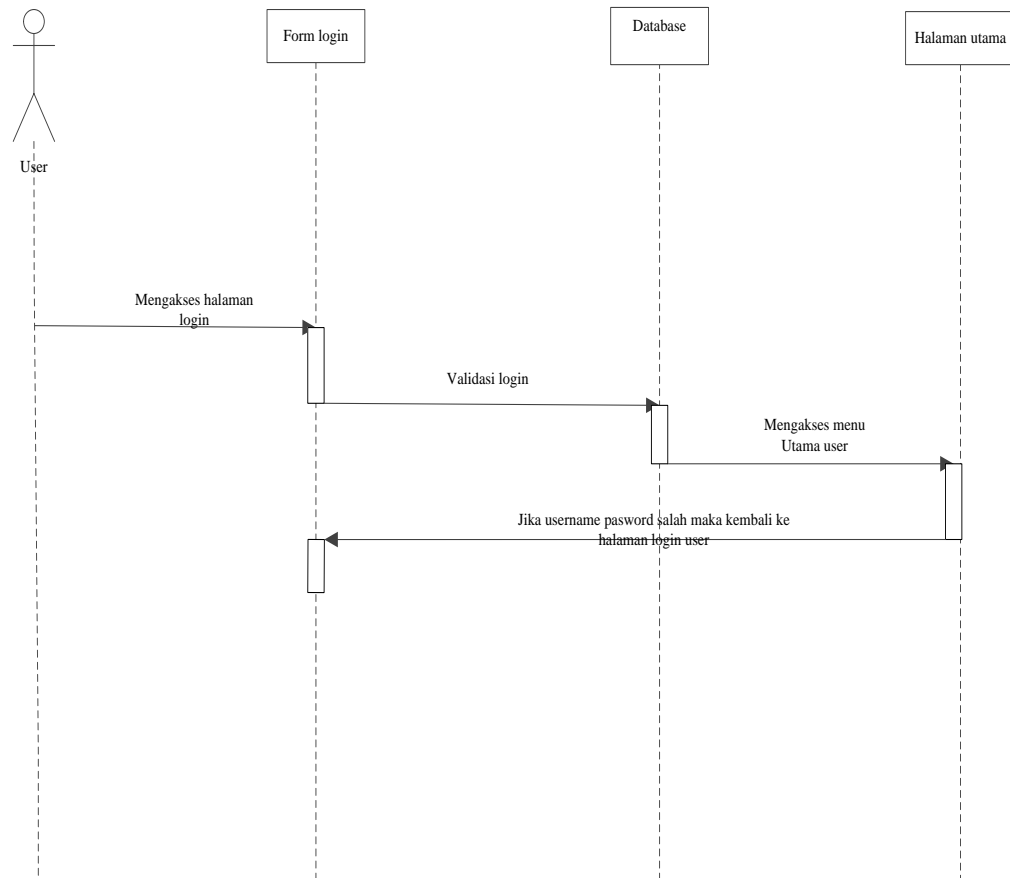 Form login
Database
Halaman utama
User
Mengakses halaman
login
Validasi login
Mengakses menu
Utama user
Jika username pasword salah maka kembali ke
halaman login user